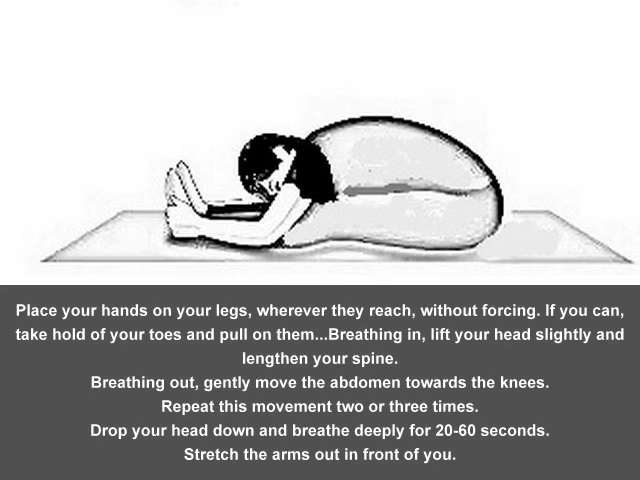 Place your hands on your legs, wherever they reach, without forcing. If you can,
take hold of your toes and pull on them...Breathing in, lift your head slightly and
lengthen your spine.
Breathing out, gently move the abdomen towards the knees.
Repeat this movement two or three times.
Drop your head down and breathe deeply for 20-60 seconds.
Stretch the arms out in front of you.